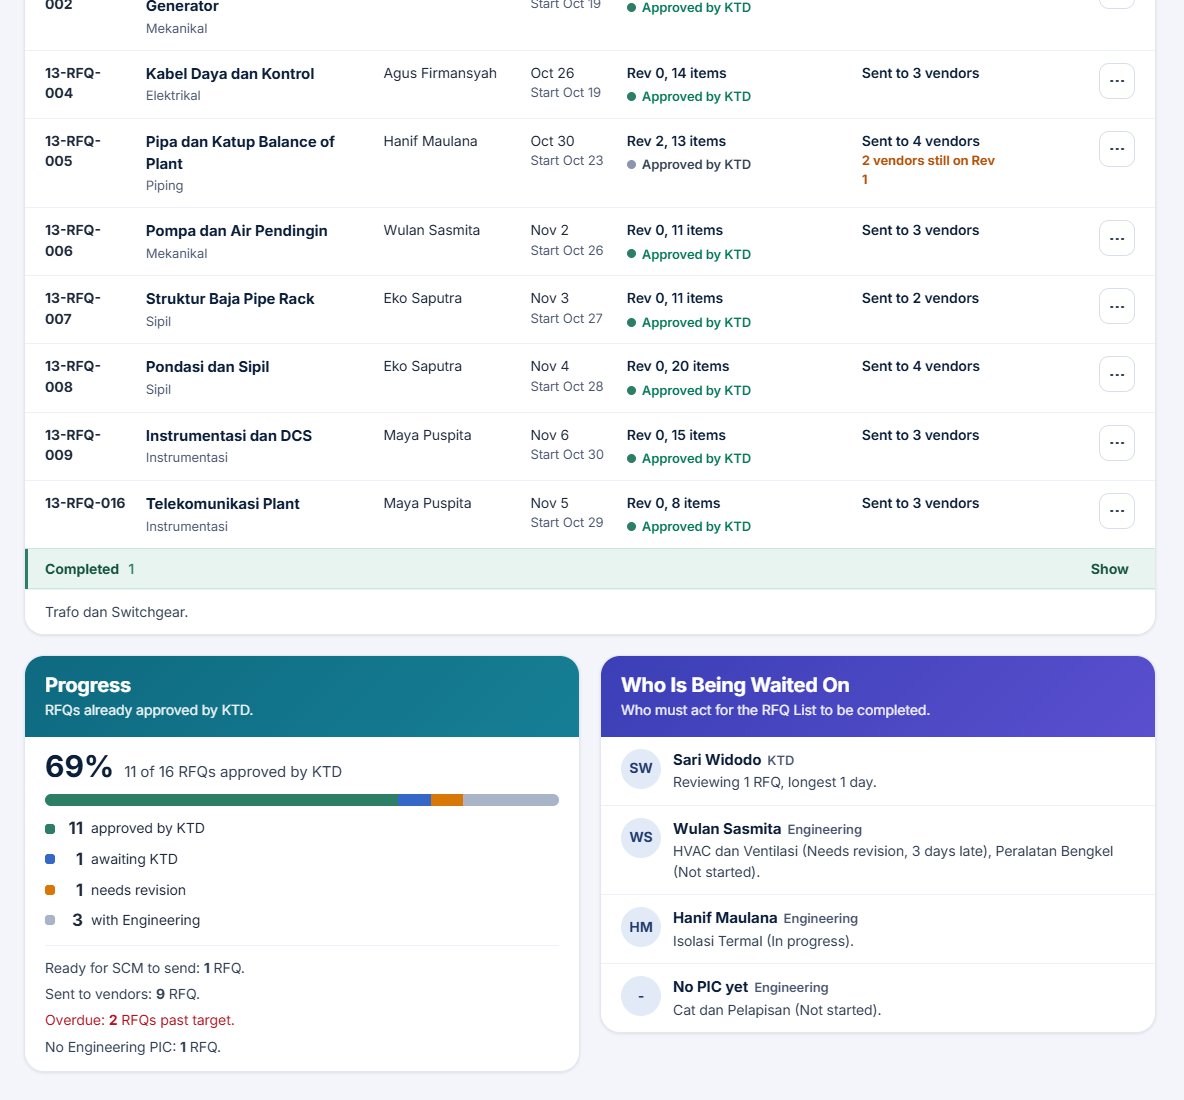 002
Generator
Start Oct 19
Approved by KTD
Mekanikal
13-RFQ-
004
Kabel Daya dan Kontrol
Elektrikal
Agus Firmansyah
Oct 26
Start Oct 19
Rev 0, 14 items
Approved by KTD
Sent to 3 vendors
...
13-RFQ-
005
Pipa dan Katup Balance of
Plant
Piping
Hanif Maulana
Oct 30
Start Oct 23
Rev 2, 13 items
Approved by KTD
Sent to 4 vendors
2 vendors still on Rev
1
...
13-RFQ-
006
Pompa dan Air Pendingin
Mekanikal
Wulan Sasmita
Nov 2
Start Oct 26
Rev 0, 11 items
Approved by KTD
Sent to 3 vendors
...
13-RFQ-
007
Struktur Baja Pipe Rack
Sipil
Eko Saputra
Nov 3
Start Oct 27
Rev 0, 11 items
Approved by KTD
Sent to 2 vendors
...
13-RFQ-
008
Pondasi dan Sipil
Sipil
Eko Saputra
Nov 4
Start Oct 28
Rev 0, 20 items
Approved by KTD
Sent to 4 vendors
...
13-RFQ-
009
Instrumentasi dan DCS
Instrumentasi
Maya Puspita
Nov 6
Start Oct 30
Rev 0, 15 items
Approved by KTD
Sent to 3 vendors
...
13-RFQ-016
Telekomunikasi Plant
Instrumentasi
Maya Puspita
Nov 5
Start Oct 29
Rev 0, 8 items
Approved by KTD
Sent to 3 vendors
...
Completed 1
Show
Trafo dan Switchgear.
Progress
RFQs already approved by KTD.
69% 11 of 16 RFQs approved by KTD
11 approved by KTD
1 awaiting KTD
1 needs revision
3 with Engineering
Ready for SCM to send: 1 RFQ.
Sent to vendors: 9 RFQ.
Overdue: 2 RFQs past target.
No Engineering PIC: 1 RFQ.
Who Is Being Waited On
Who must act for the RFQ List to be completed.
SW
Sari Widodo KTD
Reviewing 1 RFQ, longest 1 day.
WS
Wulan Sasmita Engineering
HVAC dan Ventilasi (Needs revision, 3 days late), Peralatan Bengkel
(Not started).
HM
Hanif Maulana Engineering
Isolasi Termal (In progress).
-
No PIC yet Engineering
Cat dan Pelapisan (Not started).